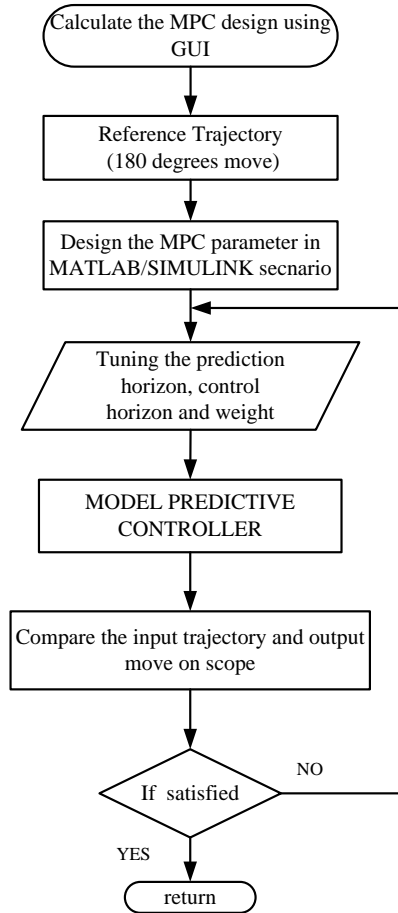 Calculate the MPC design using
GUI
Reference Trajectory
(180 degrees move)
Design the MPC parameter in
MATLAB/SIMULINK secnario
Tuning the prediction
horizon, control
horizon and weight
MODEL PREDICTIVE
CONTROLLER
Compare the input trajectory and output
move on scope
If satisfied
NO
YES
return